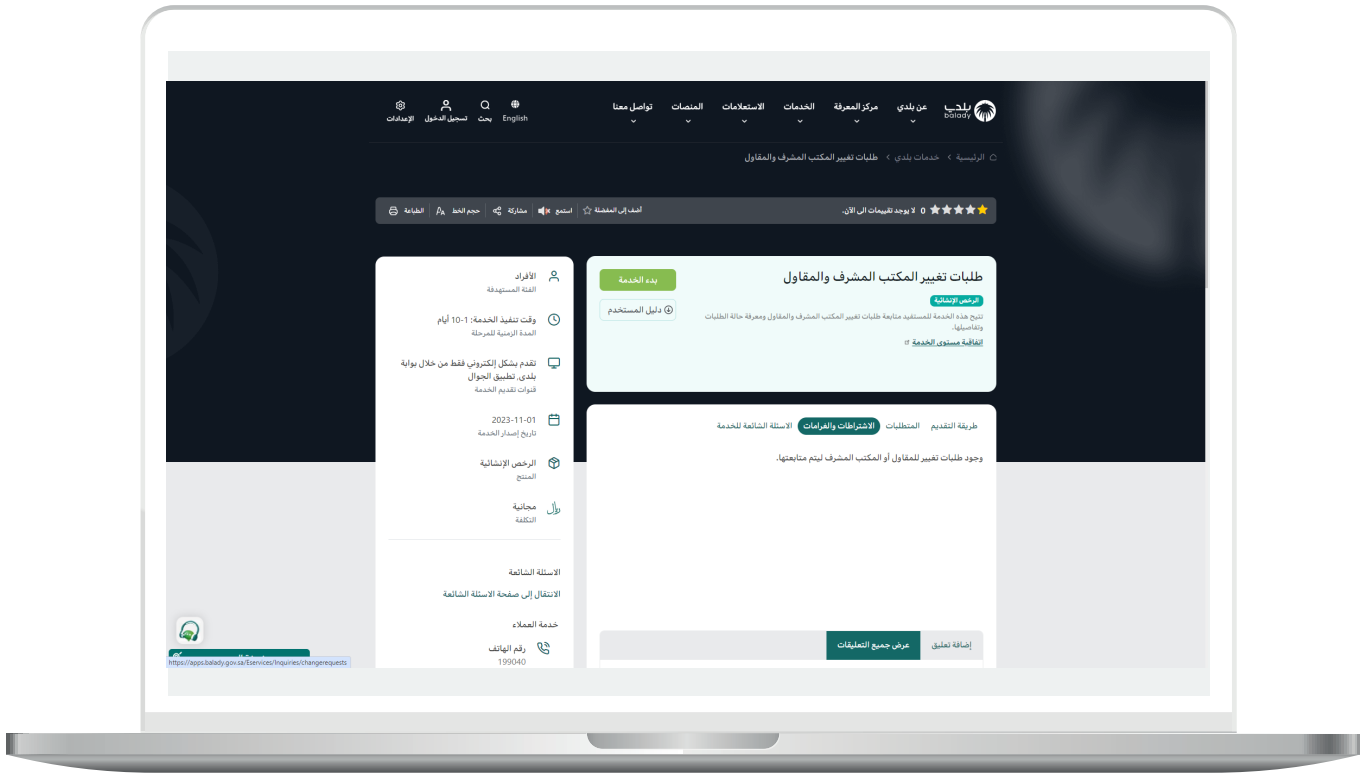 بلدي
balady
عن بلدي
مركز المعرفة
الخدمات
الاستعلامات
المنصات
تواصل معنا
English
بحث
تسجيل الدخول
الإعدادات
الرئيسية > خدمات بلدي > طلبات تغيير المكتب المشرف والمقاول
0 لا يوجد تقييمات الى الآن.
أضف إلى المفضلة
استمع
مشاركة
حجم الخط
الطباعة
طلبات تغيير المكتب المشرف والمقاول
الرخص الإنشائية
تتيح هذه الخدمة للمستفيد متابعة طلبات تغيير المكتب المشرف والمقاول ومعرفة حالة الطلبات
وتفاصيلها.
اتفاقية مستوى الخدمة
بدء الخدمة
دليل المستخدم
طريقة التقديم
المتطلبات
الاشتراطات والغرامات
الاسئلة الشائعة للخدمة
وجود طلبات تغيير للمقاول أو المكتب المشرف ليتم متابعتها.
إضافة تعليق
عرض جميع التعليقات
الأفراد
الفئة المستهدفة
وقت تنفيذ الخدمة: 1-10 أيام
المدة الزمنية للمرحلة
تقدم بشكل إلكتروني فقط من خلال بوابة
بلدي, تطبيق الجوال
قنوات تقديم الخدمة
2023-11-01
تاريخ إصدار الخدمة
الرخص الإنشائية
المنتج
مجانية
التكلفة
الاسئلة الشائعة
الانتقال إلى صفحة الاسئلة الشائعة
خدمة العملاء
رقم الهاتف
199040
https://apps.balady.gov.sa/Eservices/Inquiries/changerequests